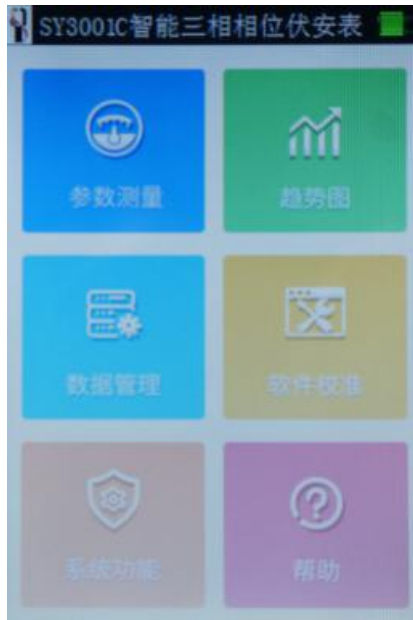 SY3001C智能三相相位伏安表
参数测量
趋势图
数据管理
软件校准
系统功能
帮助